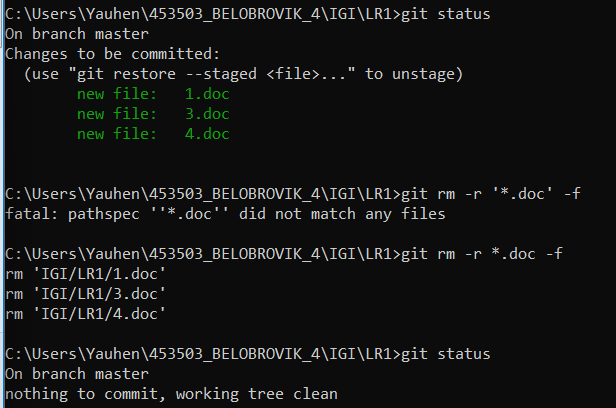 C:\Users\Yauhen\453503_BELOBROVIK_4\IGI\LR1>git status
On branch master
Changes to be committed:
  (use "git restore --staged <file>..." to unstage)
        new file:   1.doc
        new file:   3.doc
        new file:   4.doc
C:\Users\Yauhen\453503_BELOBROVIK_4\IGI\LR1>git rm -r '*.doc' -f
fatal: pathspec ''*.doc'' did not match any files
C:\Users\Yauhen\453503_BELOBROVIK_4\IGI\LR1>git rm -r *.doc -f
rm 'IGI/LR1/1.doc'
rm 'IGI/LR1/3.doc'
rm 'IGI/LR1/4.doc'
C:\Users\Yauhen\453503_BELOBROVIK_4\IGI\LR1>git status
On branch master
nothing to commit, working tree clean